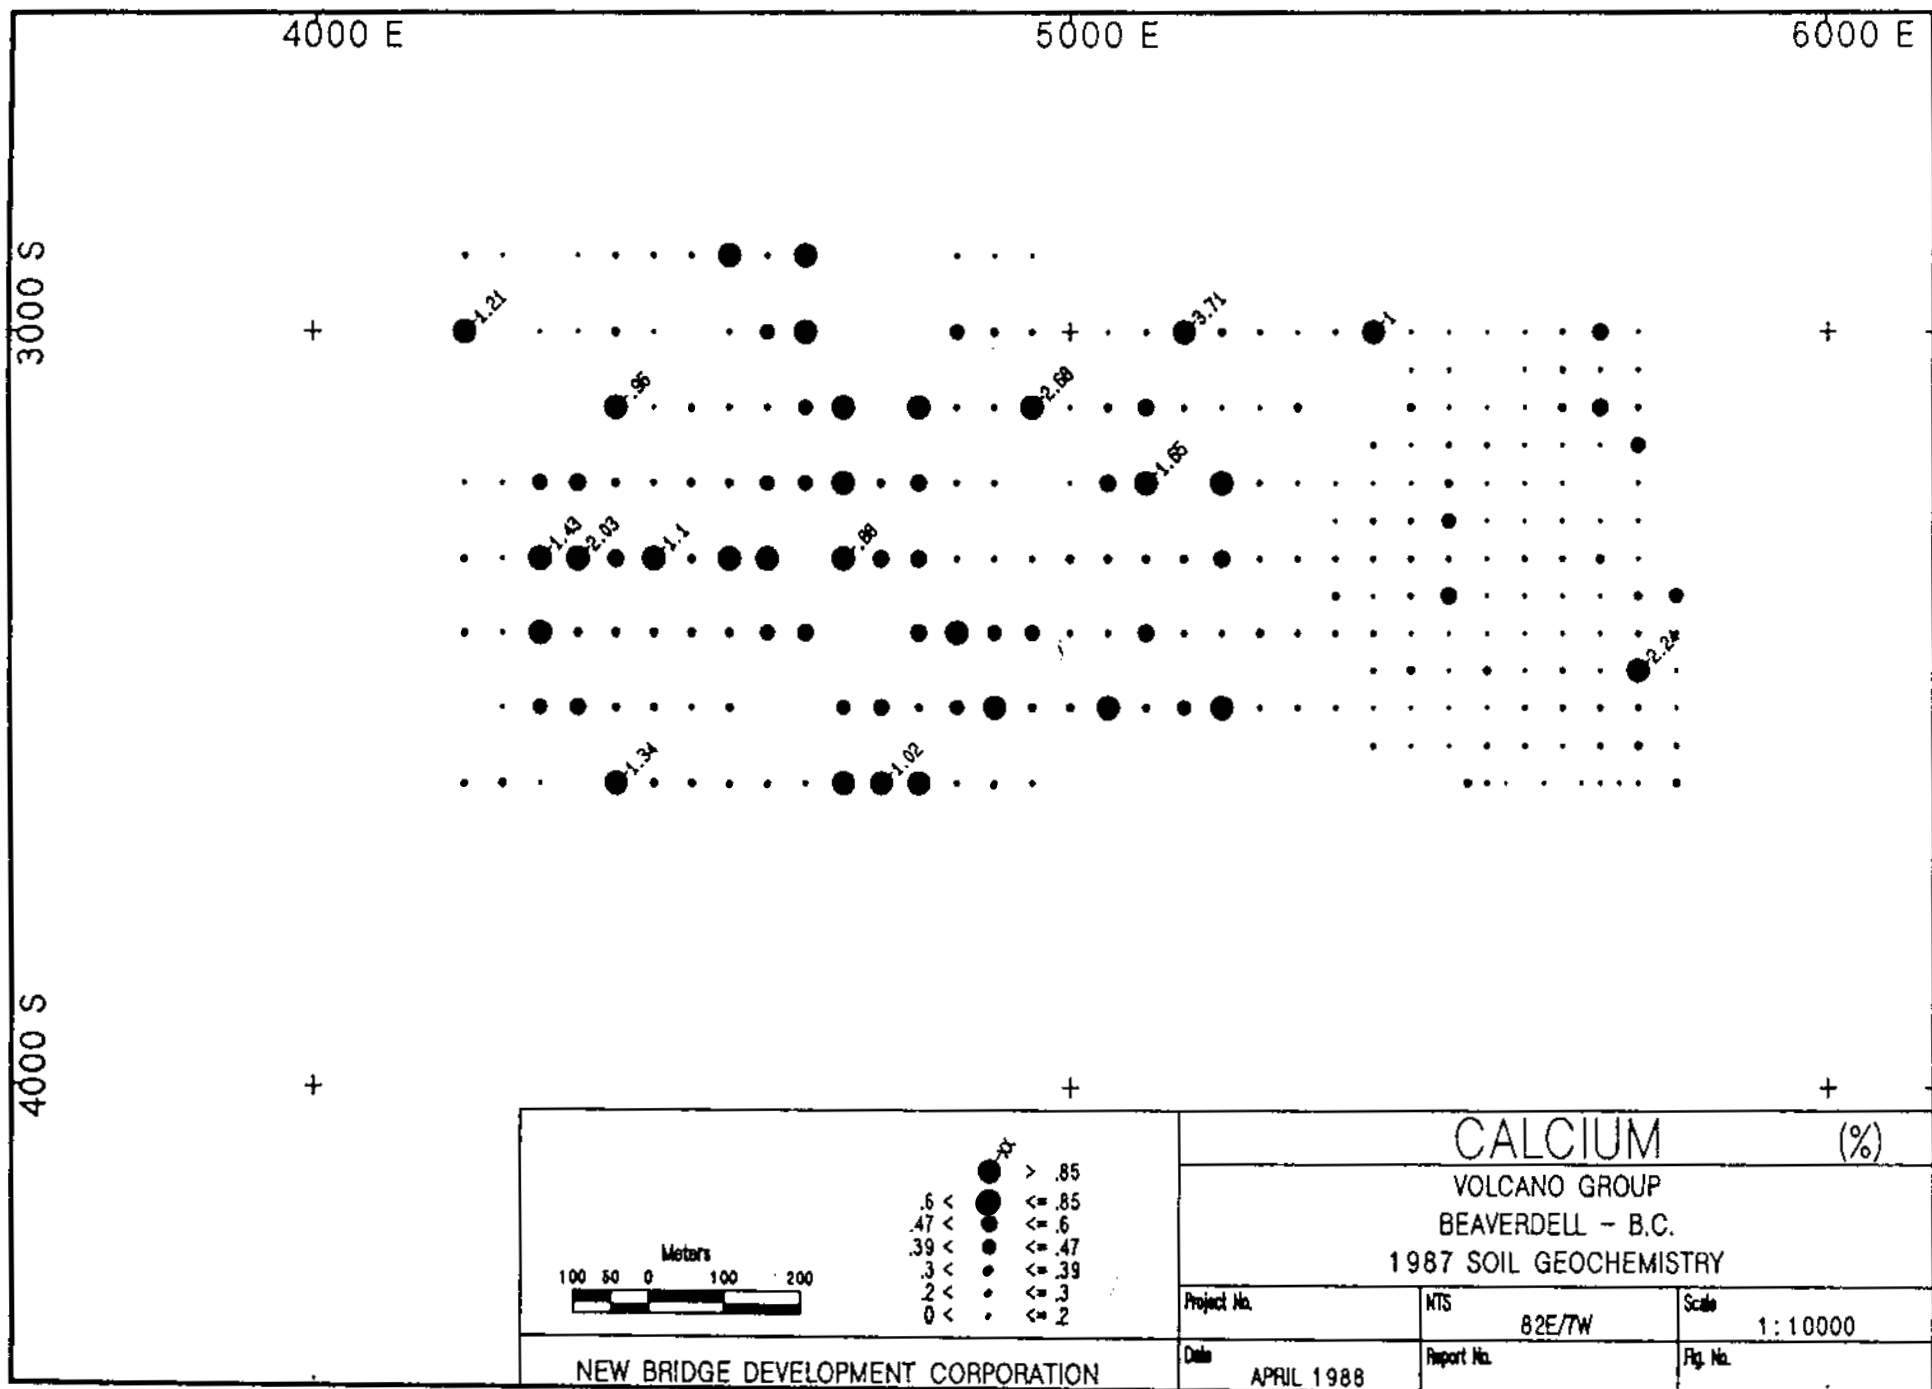 4000 E 5000 E 6000 E
3000 S
1.21 3.71 1
.95 2.68
1.65
1.43 2.03 1.1 .88
2.24
1.34 1.02
4000 S
XX
> .85
.6 < <= .85
.47 < <= .6
.39 < <= .47
.3 < <= .39
.2 < <= .3
0 < <= .2
Meters
100 50 0 100 200
NEW BRIDGE DEVELOPMENT CORPORATION
CALCIUM (%)
VOLCANO GROUP
BEAVERDELL - B.C.
1987 SOIL GEOCHEMISTRY
Project No. NTS Scale
82E/7W 1:10000
Date Report No. Fig. No.
APRIL 1988